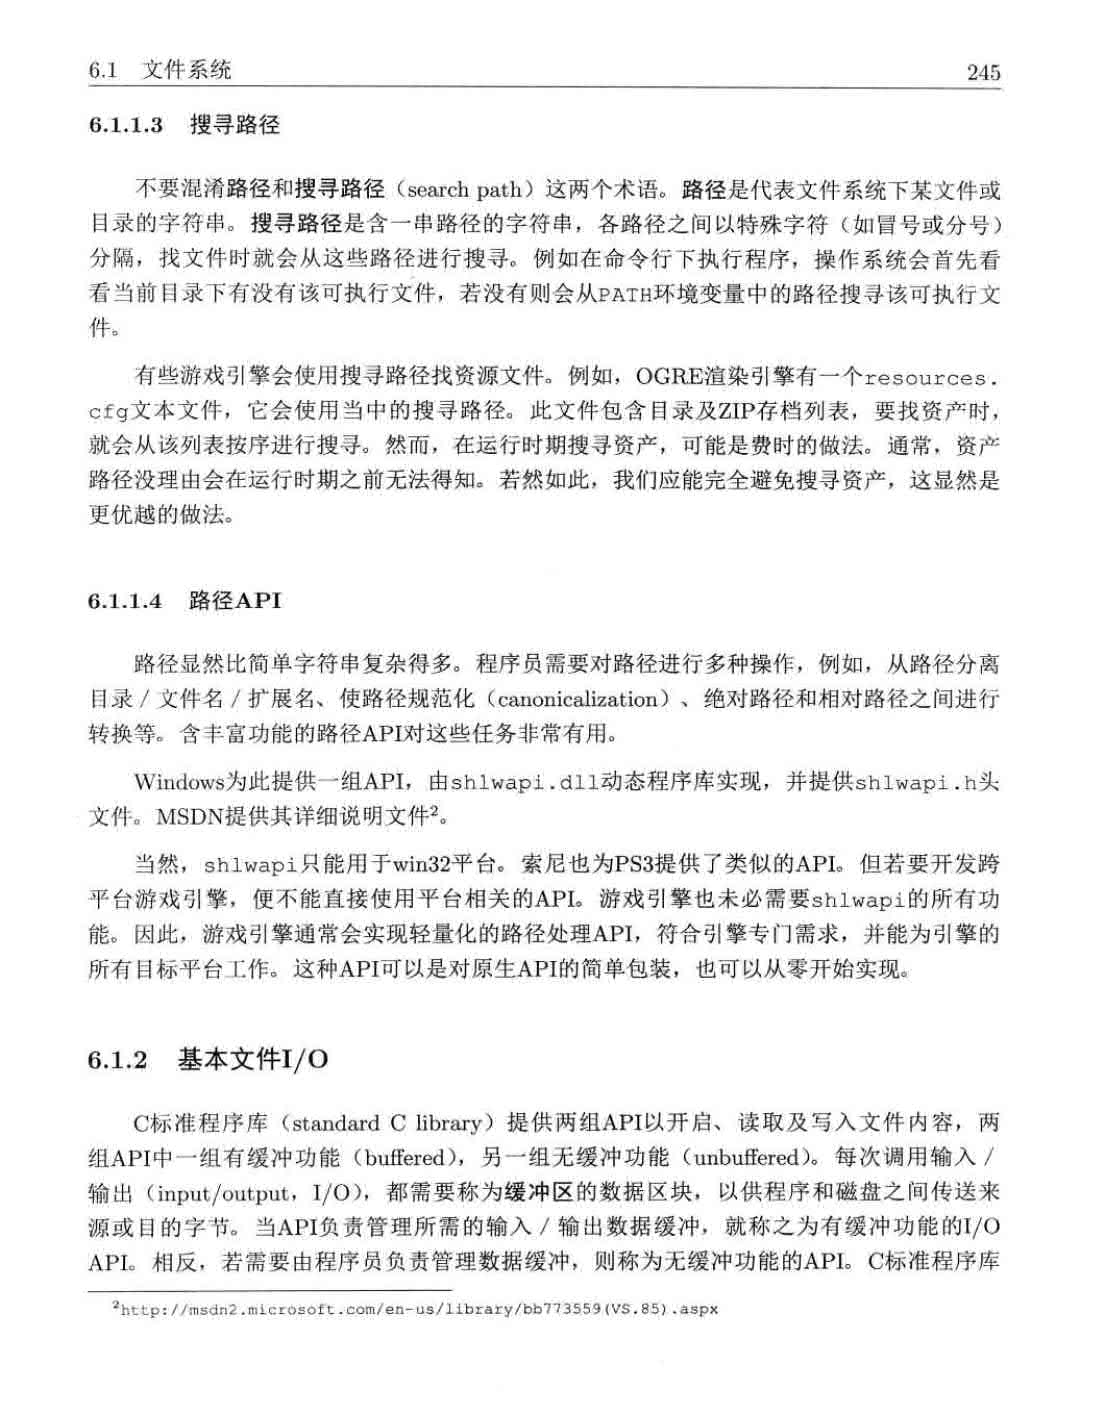 6.1 文件系统 245
6.1.1.3 搜寻路径
不要混淆路径和搜寻路径（search path）这两个术语。路径是代表文件系统下某文件或
目录的字符串。搜寻路径是含一串路径的字符串，各路径之间以特殊字符（如冒号或分号）
分隔，找文件时就会从这些路径进行搜寻。例如在命令行下执行程序，操作系统会首先看
看当前目录下有没有该可执行文件，若没有则会从PATH环境变量中的路径搜寻该可执行文
件。
有些游戏引擎会使用搜寻路径找资源文件。例如，OGRE渲染引擎有一个resources.
cfg文本文件，它会使用当中的搜寻路径。此文件包含目录及ZIP存档列表，要找资产时，
就会从该列表按序进行搜寻。然而，在运行时期搜寻资产，可能是费时的做法。通常，资产
路径没理由会在运行时期之前无法得知。若然如此，我们应能完全避免搜寻资产，这显然是
更优越的做法。
6.1.1.4 路径API
路径显然比简单字符串复杂得多。程序员需要对路径进行多种操作，例如，从路径分离
目录 / 文件名 / 扩展名、使路径规范化（canonicalization）、绝对路径和相对路径之间进行
转换等。含丰富功能的路径API对这些任务非常有用。
Windows为此提供一组API，由shlwapi.dll动态程序库实现，并提供shlwapi.h头
文件。MSDN提供其详细说明文件²。
当然，shlwapi只能用于win32平台。索尼也为PS3提供了类似的API。但若要开发跨
平台游戏引擎，便不能直接使用平台相关的API。游戏引擎也未必需要shlwapi的所有功
能。因此，游戏引擎通常会实现轻量化的路径处理API，符合引擎专门需求，并能为引擎的
所有目标平台工作。这种API可以是对原生API的简单包装，也可以从零开始实现。
6.1.2 基本文件I/O
C标准程序库（standard C library）提供两组API以开启、读取及写入文件内容，两
组API中一组有缓冲功能（buffered），另一组无缓冲功能（unbuffered）。每次调用输入 /
输出（input/output，I/O），都需要称为缓冲区的数据区块，以供程序和磁盘之间传送来
源或目的字节。当API负责管理所需的输入 / 输出数据缓冲，就称之为有缓冲功能的I/O
API。相反，若需要由程序员负责管理数据缓冲，则称为无缓冲功能的API。C标准程序库
²http://msdn2.microsoft.com/en-us/library/bb773559(VS.85).aspx